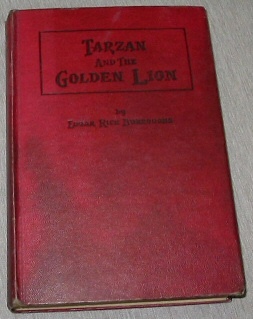 TARZAN
AND THE
GOLDEN LION
by
EDGAR RICE BURROUGHS